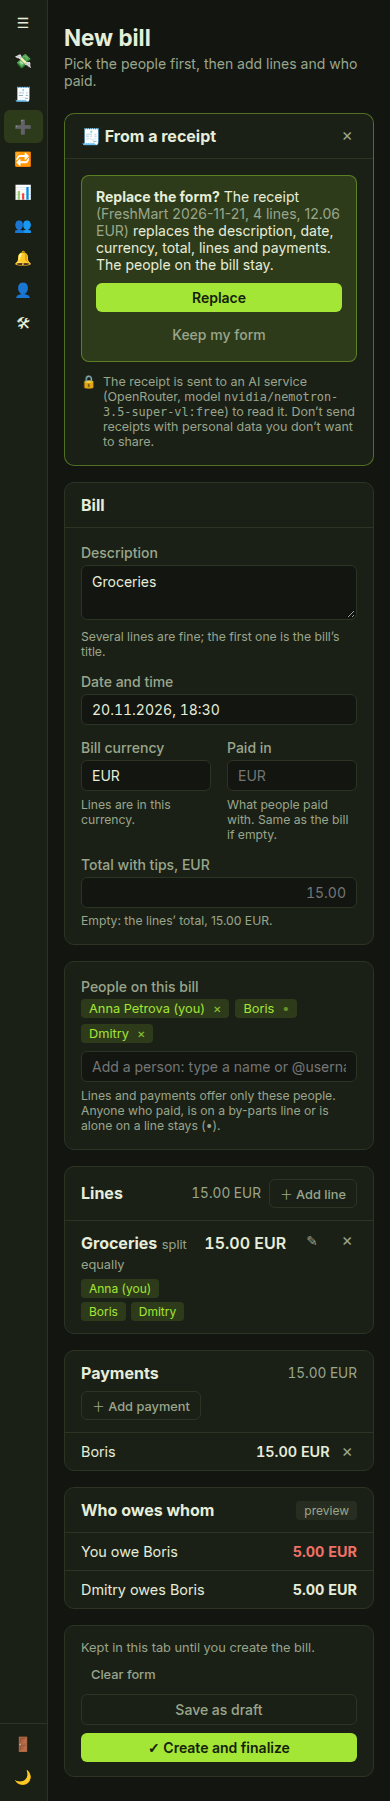 New bill
Pick the people first, then add lines and who
paid.
🧾 From a receipt ×
Replace the form? The receipt
(FreshMart 2026-11-21, 4 lines, 12.06
EUR) replaces the description, date,
currency, total, lines and payments.
The people on the bill stay.
Replace
Keep my form
🔒 The receipt is sent to an AI service
(OpenRouter, model nvidia/nemotron-
3.5-super-vl:free) to read it. Don't send
receipts with personal data you don't want
to share.
Bill
Description
Groceries
Several lines are fine; the first one is the bill's
title.
Date and time
20.11.2026, 18:30
Bill currency Paid in
EUR EUR
Lines are in this
currency.
What people paid
with. Same as the bill
if empty.
Total with tips, EUR
15.00
Empty: the lines' total, 15.00 EUR.
People on this bill
Anna Petrova (you) × Boris •
Dmitry ×
Add a person: type a name or @userna
Lines and payments offer only these people.
Anyone who paid, is on a by-parts line or is
alone on a line stays (•).
Lines 15.00 EUR + Add line
Groceries split 15.00 EUR ✎ ×
equally
Anna (you)
Boris Dmitry
Payments 15.00 EUR
+ Add payment
Boris 15.00 EUR ×
Who owes whom preview
You owe Boris 5.00 EUR
Dmitry owes Boris 5.00 EUR
Kept in this tab until you create the bill.
Clear form
Save as draft
✓ Create and finalize